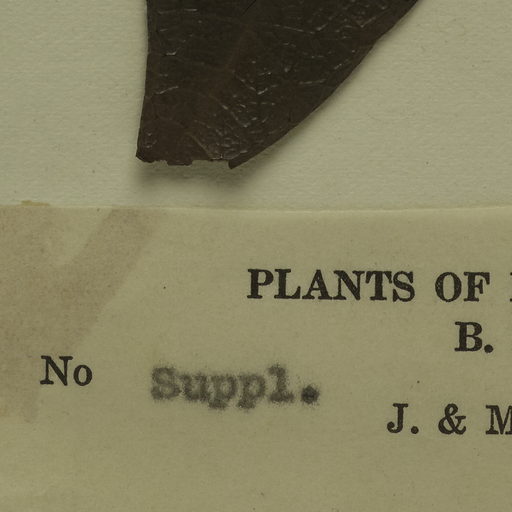 PLANTS OF
B.
No Suppl.
J. & M